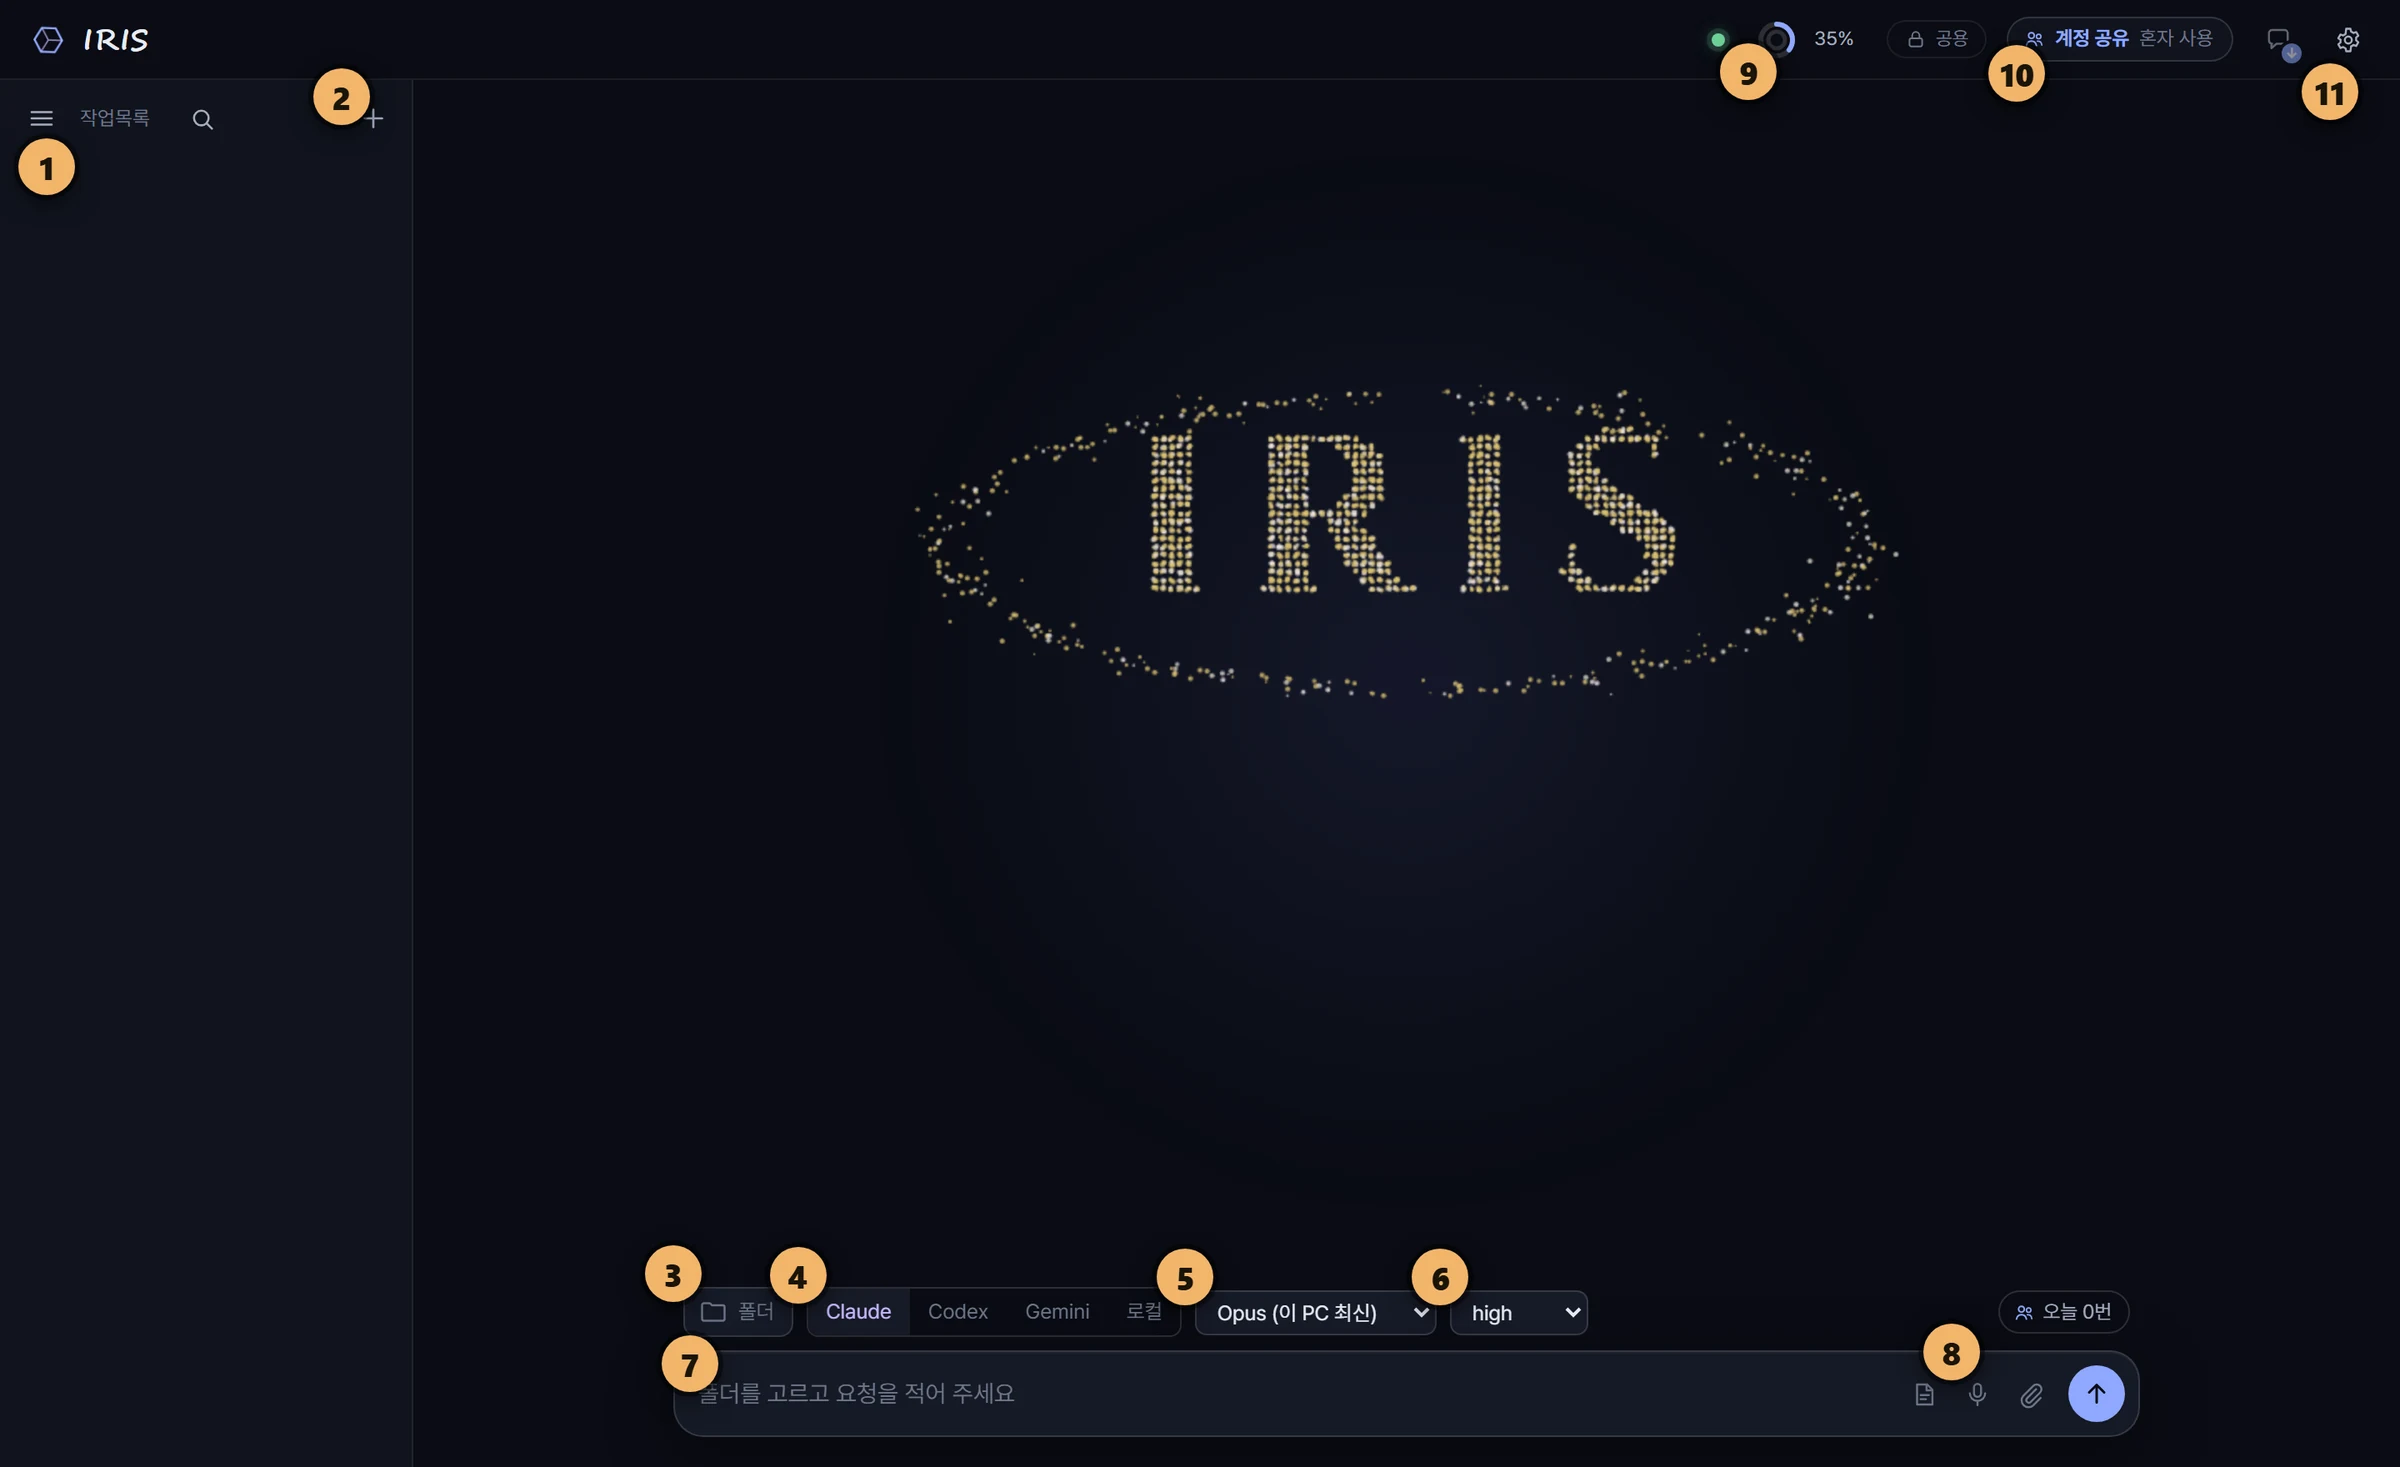 IRIS
35%
공용
계정 공유 혼자 사용
9
10
11
2
작업목록
1
IRIS
3
4
5
6
폴더
Claude
Codex
Gemini
로컬
Opus (이 PC 최신)
high
오늘 0번
7
8
폴더를 고르고 요청을 적어 주세요